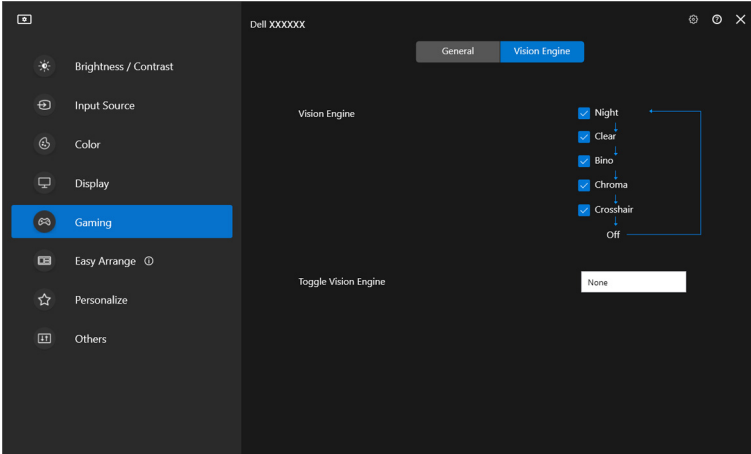 Dell XXXXXX
General
Vision Engine
Brightness / Contrast
Input Source
Color
Display
Gaming
Easy Arrange
Personalize
Others
Vision Engine
Night
Clear
Bino
Chroma
Crosshair
Off
Toggle Vision Engine
None